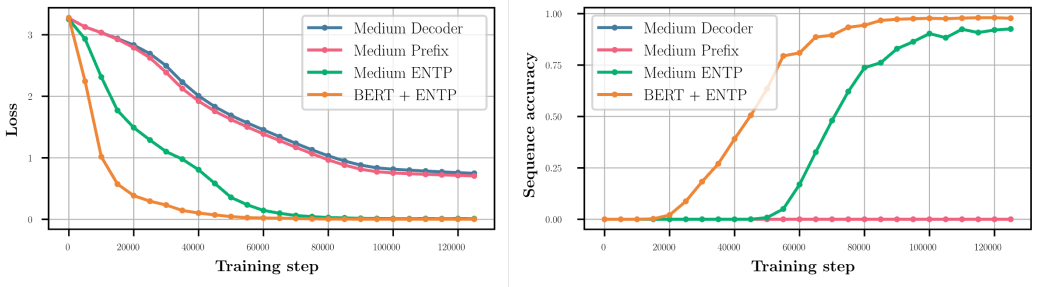 Loss
3
2
1
0
Medium Decoder
Medium Prefix
Medium ENTP
BERT + ENTP
0 20000 40000 60000 80000 100000 120000
Training step
Sequence accuracy
1.00
0.75
0.50
0.25
0.00
Medium Decoder
Medium Prefix
Medium ENTP
BERT + ENTP
0 20000 40000 60000 80000 100000 120000
Training step